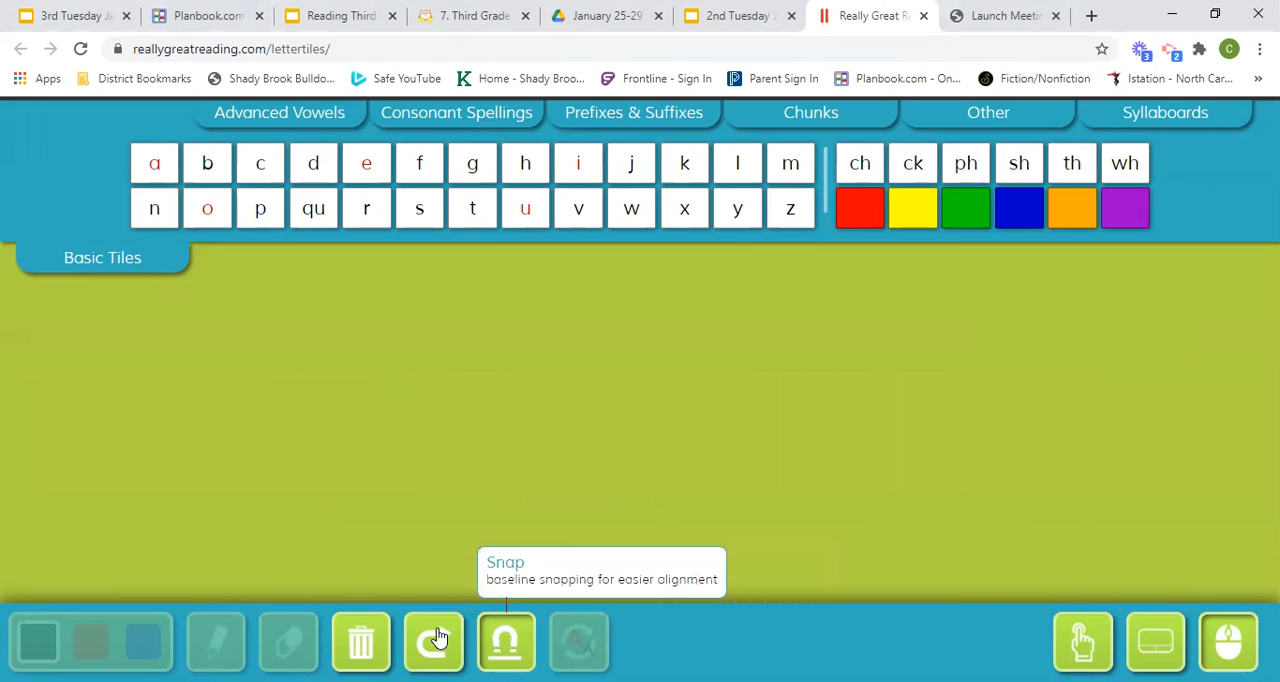 3rd Tuesday Ja
Planbook.com
Reading Third
7. Third Grade
January 25-29
2nd Tuesday J
Really Great R
Launch Meetin
reallygreatreading.com/lettertiles/
3
2
C
Apps
District Bookmarks
Shady Brook Bulldo...
Safe YouTube
Home - Shady Broo...
Frontline - Sign In
Parent Sign In
Planbook.com - On...
Fiction/Nonfiction
Istation - North Car...
»
Advanced Vowels Consonant Spellings Prefixes & Suffixes Chunks Other Syllaboards
a b c d e f g h i j k l m ch ck ph sh th wh
n o p qu r s t u v w x y z
Basic Tiles
Snap
baseline snapping for easier alignment